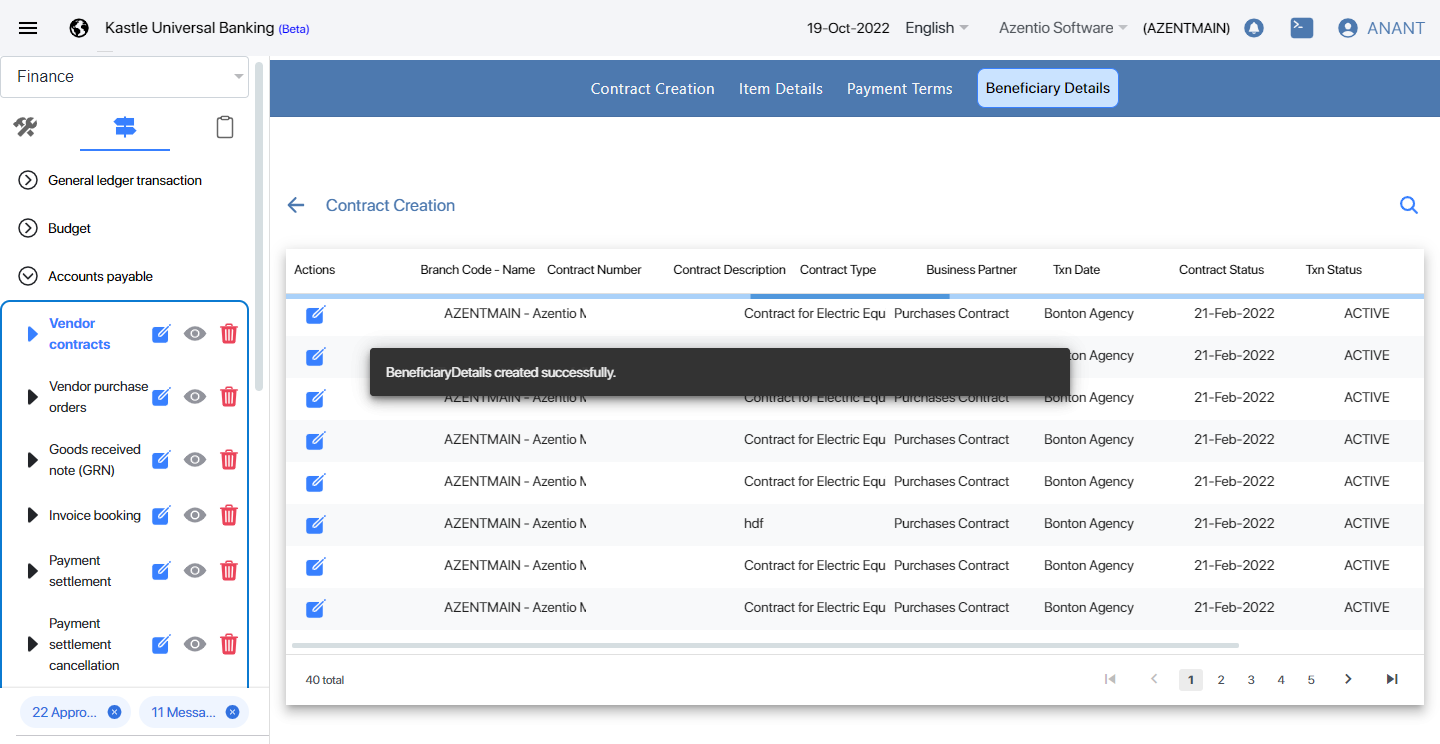 Kastle Universal Banking (Beta)
19-Oct-2022 English Azentio Software (AZENTMAIN) ANANT
Finance
Contract Creation Item Details Payment Terms Beneficiary Details
General ledger transaction
Budget
Accounts payable
Vendor
contracts
Vendor purchase
orders
Goods received
note (GRN)
Invoice booking
Payment
settlement
Payment
settlement
cancellation
22 Appro... 11 Messa...
Contract Creation
Actions Branch Code - Name Contract Number Contract Description Contract Type Business Partner Txn Date Contract Status Txn Status
AZENTMAIN - Azentio Contract for Electric Equ Purchases Contract Bonton Agency 21-Feb-2022 ACTIVE
BeneficiaryDetails created successfully.
Agency 21-Feb-2022 ACTIVE
AZENTMAIN - Azentio Contract for Electric Equ Purchases Contract Bonton Agency 21-Feb-2022 ACTIVE
AZENTMAIN - Azentio Contract for Electric Equ Purchases Contract Bonton Agency 21-Feb-2022 ACTIVE
AZENTMAIN - Azentio Contract for Electric Equ Purchases Contract Bonton Agency 21-Feb-2022 ACTIVE
AZENTMAIN - Azentio hdf Purchases Contract Bonton Agency 21-Feb-2022 ACTIVE
AZENTMAIN - Azentio Contract for Electric Equ Purchases Contract Bonton Agency 21-Feb-2022 ACTIVE
AZENTMAIN - Azentio Contract for Electric Equ Purchases Contract Bonton Agency 21-Feb-2022 ACTIVE
40 total 1 2 3 4 5